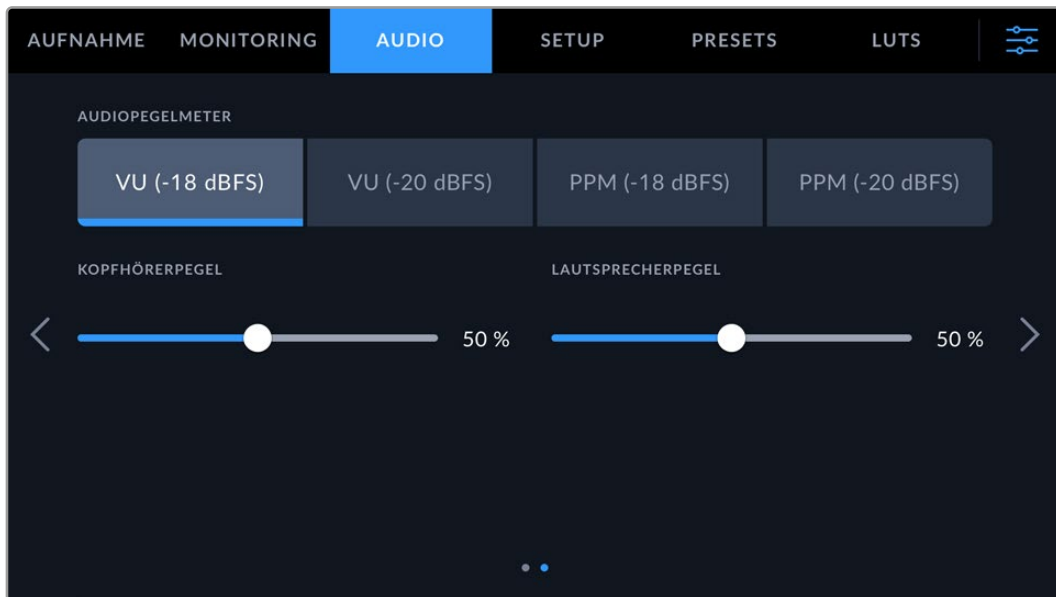 AUFNAHME MONITORING AUDIO SETUP PRESETS LUTS
AUDIOPEGELMETER
VU (-18 dBFS) VU (-20 dBFS) PPM (-18 dBFS) PPM (-20 dBFS)
KOPFHÖRERPEGEL LAUTSPRECHERPEGEL
50 % 50 %